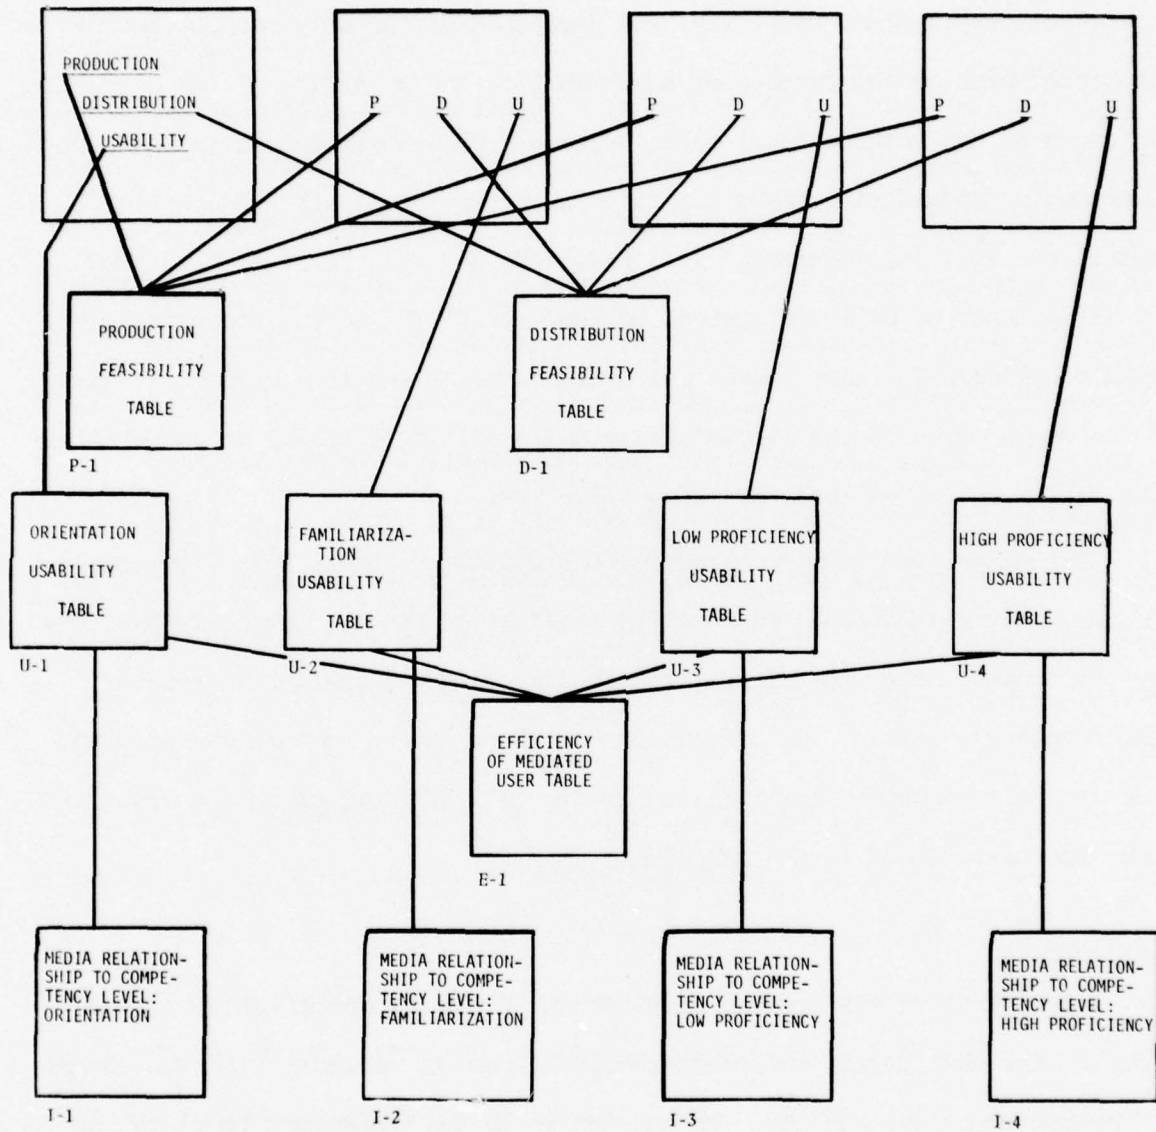 PRODUCTION
DISTRIBUTION
USABILITY
P D U
P D U
P D U
PRODUCTION
FEASIBILITY
TABLE
P-1
DISTRIBUTION
FEASIBILITY
TABLE
D-1
ORIENTATION
USABILITY
TABLE
U-1
FAMILIARIZA-
TION
USABILITY
TABLE
U-2
LOW PROFICIENCY
USABILITY
TABLE
U-3
HIGH PROFICIENCY
USABILITY
TABLE
U-4
EFFICIENCY
OF MEDIATED
USER TABLE
E-1
MEDIA RELATION-
SHIP TO COMPE-
TENCY LEVEL:
ORIENTATION
I-1
MEDIA RELATION-
SHIP TO COMPE-
TENCY LEVEL:
FAMILIARIZATION
I-2
MEDIA RELATION-
SHIP TO COMPE-
TENCY LEVEL:
LOW PROFICIENCY
I-3
MEDIA RELATION-
SHIP TO COMPE-
TENCY LEVEL:
HIGH PROFICIENCY
I-4